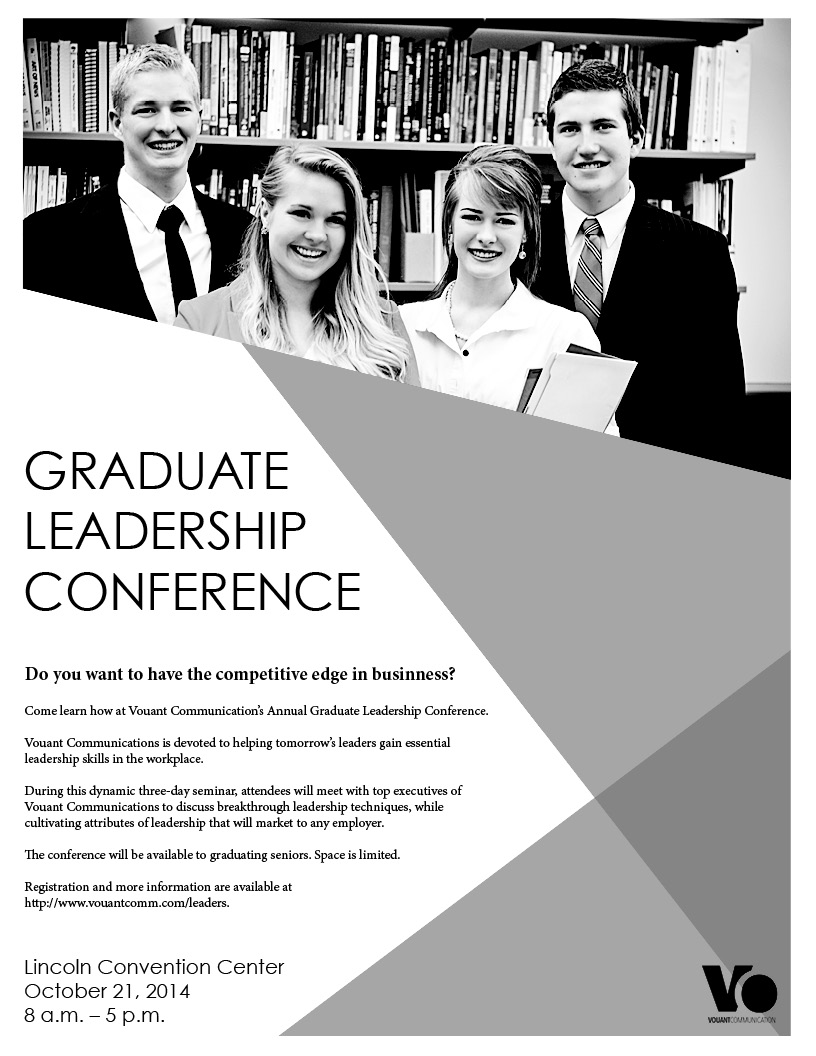 GRADUATE
LEADERSHIP
CONFERENCE
Do you want to have the competitive edge in businness?
Come learn how at Vouant Communication's Annual Graduate Leadership Conference.
Vouant Communications is devoted to helping tomorrow's leaders gain essential
leadership skills in the workplace.
During this dynamic three-day seminar, attendees will meet with top executives of
Vouant Communications to discuss breakthrough leadership techniques, while
cultivating attributes of leadership that will market to any employer.
The conference will be available to graduating seniors. Space is limited.
Registration and more information are available at
http://www.vouantcomm.com/leaders.
Lincoln Convention Center
October 21, 2014
8 a.m. – 5 p.m.
VO
VOUANTCOMMUNICATION